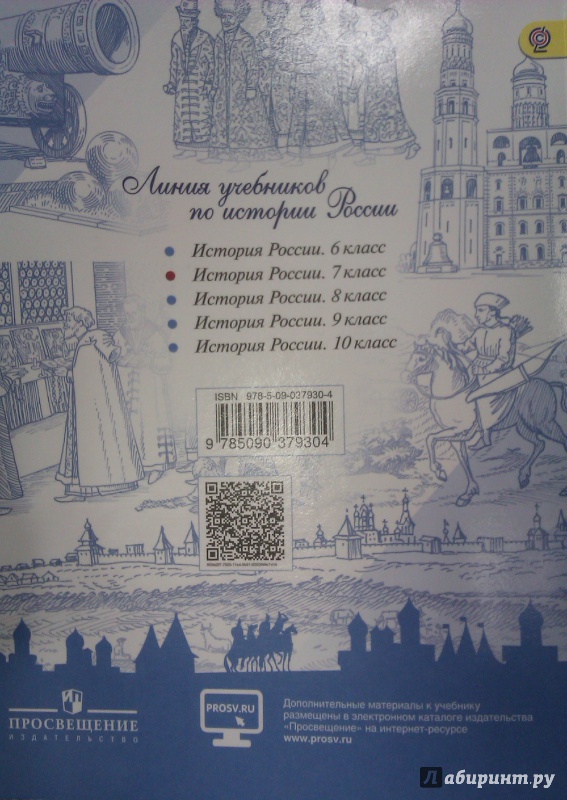 Линия учебников
по истории России
История России. 6 класс
История России. 7 класс
История России. 8 класс
История России. 9 класс
История России. 10 класс
ISBN 978-5-09-037930-4
9 785090 379304
ПРОСВЕЩЕНИЕ
ИЗДАТЕЛЬСТВО
PROSV.RU
Дополнительные материалы к учебнику
размещены в электронном каталоге издательства
«Просвещение» на интернет-ресурсе
www.prosv.ru
Лабиринт.ру